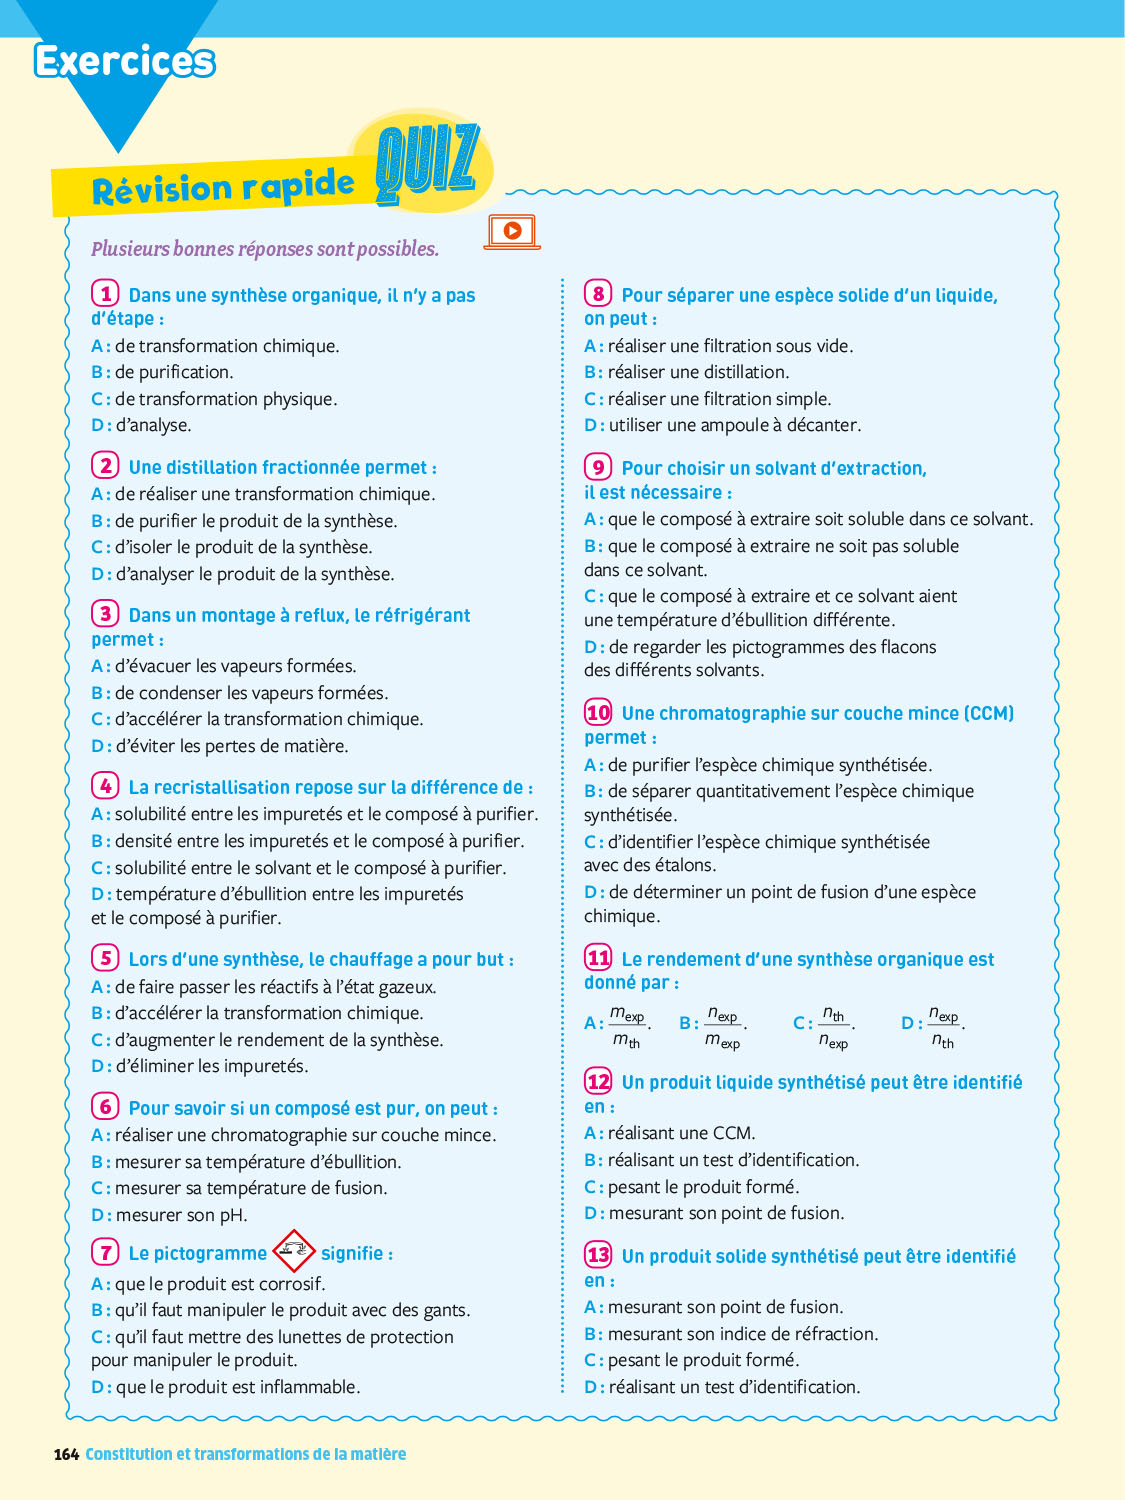 Exercices
Révision rapide QUIZ
Plusieurs bonnes réponses sont possibles.
1 Dans une synthèse organique, il n’y a pas
d’étape :
A : de transformation chimique.
B : de purification.
C : de transformation physique.
D : d’analyse.
2 Une distillation fractionnée permet :
A : de réaliser une transformation chimique.
B : de purifier le produit de la synthèse.
C : d’isoler le produit de la synthèse.
D : d’analyser le produit de la synthèse.
3 Dans un montage à reflux, le réfrigérant
permet :
A : d’évacuer les vapeurs formées.
B : de condenser les vapeurs formées.
C : d’accélérer la transformation chimique.
D : d’éviter les pertes de matière.
4 La recristallisation repose sur la différence de :
A : solubilité entre les impuretés et le composé à purifier.
B : densité entre les impuretés et le composé à purifier.
C : solubilité entre le solvant et le composé à purifier.
D : température d’ébullition entre les impuretés
et le composé à purifier.
5 Lors d’une synthèse, le chauffage a pour but :
A : de faire passer les réactifs à l’état gazeux.
B : d’accélérer la transformation chimique.
C : d’augmenter le rendement de la synthèse.
D : d’éliminer les impuretés.
6 Pour savoir si un composé est pur, on peut :
A : réaliser une chromatographie sur couche mince.
B : mesurer sa température d’ébullition.
C : mesurer sa température de fusion.
D : mesurer son pH.
7 Le pictogramme signifie :
A : que le produit est corrosif.
B : qu’il faut manipuler le produit avec des gants.
C : qu’il faut mettre des lunettes de protection
pour manipuler le produit.
D : que le produit est inflammable.
8 Pour séparer une espèce solide d’un liquide,
on peut :
A : réaliser une filtration sous vide.
B : réaliser une distillation.
C : réaliser une filtration simple.
D : utiliser une ampoule à décanter.
9 Pour choisir un solvant d’extraction,
il est nécessaire :
A : que le composé à extraire soit soluble dans ce solvant.
B : que le composé à extraire ne soit pas soluble
dans ce solvant.
C : que le composé à extraire et ce solvant aient
une température d’ébullition différente.
D : de regarder les pictogrammes des flacons
des différents solvants.
10 Une chromatographie sur couche mince (CCM)
permet :
A : de purifier l’espèce chimique synthétisée.
B : de séparer quantitativement l’espèce chimique
synthétisée.
C : d’identifier l’espèce chimique synthétisée
avec des étalons.
D : de déterminer un point de fusion d’une espèce
chimique.
11 Le rendement d’une synthèse organique est
donné par :
A : m_exp/m_th. B : n_exp/m_exp. C : n_th/n_exp. D : n_exp/n_th.
12 Un produit liquide synthétisé peut être identifié
en :
A : réalisant une CCM.
B : réalisant un test d’identification.
C : pesant le produit formé.
D : mesurant son point de fusion.
13 Un produit solide synthétisé peut être identifié
en :
A : mesurant son point de fusion.
B : mesurant son indice de réfraction.
C : pesant le produit formé.
D : réalisant un test d’identification.
164 Constitution et transformations de la matière